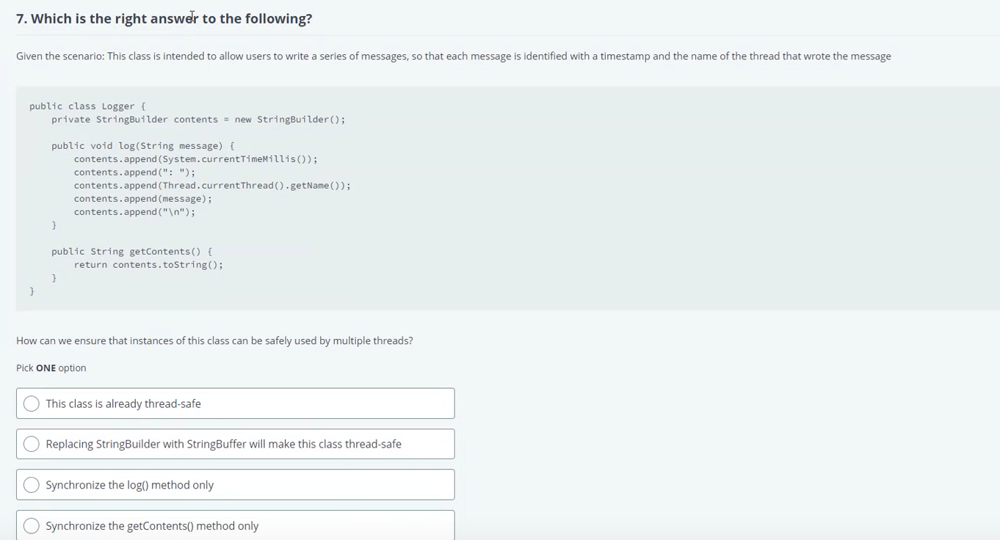 7. Which is the right answer to the following?
Given the scenario: This class is intended to allow users to write a series of messages, so that each message is identified with a timestamp and the name of the thread that wrote the message
public class Logger {
    private StringBuilder contents = new StringBuilder();
    public void log(String message) {
        contents.append(System.currentTimeMillis());
        contents.append(": ");
        contents.append(Thread.currentThread().getName());
        contents.append(message);
        contents.append("\n");
    }
    public String getContents() {
        return contents.toString();
    }
}
How can we ensure that instances of this class can be safely used by multiple threads?
Pick ONE option
This class is already thread-safe
Replacing StringBuilder with StringBuffer will make this class thread-safe
Synchronize the log() method only
Synchronize the getContents() method only